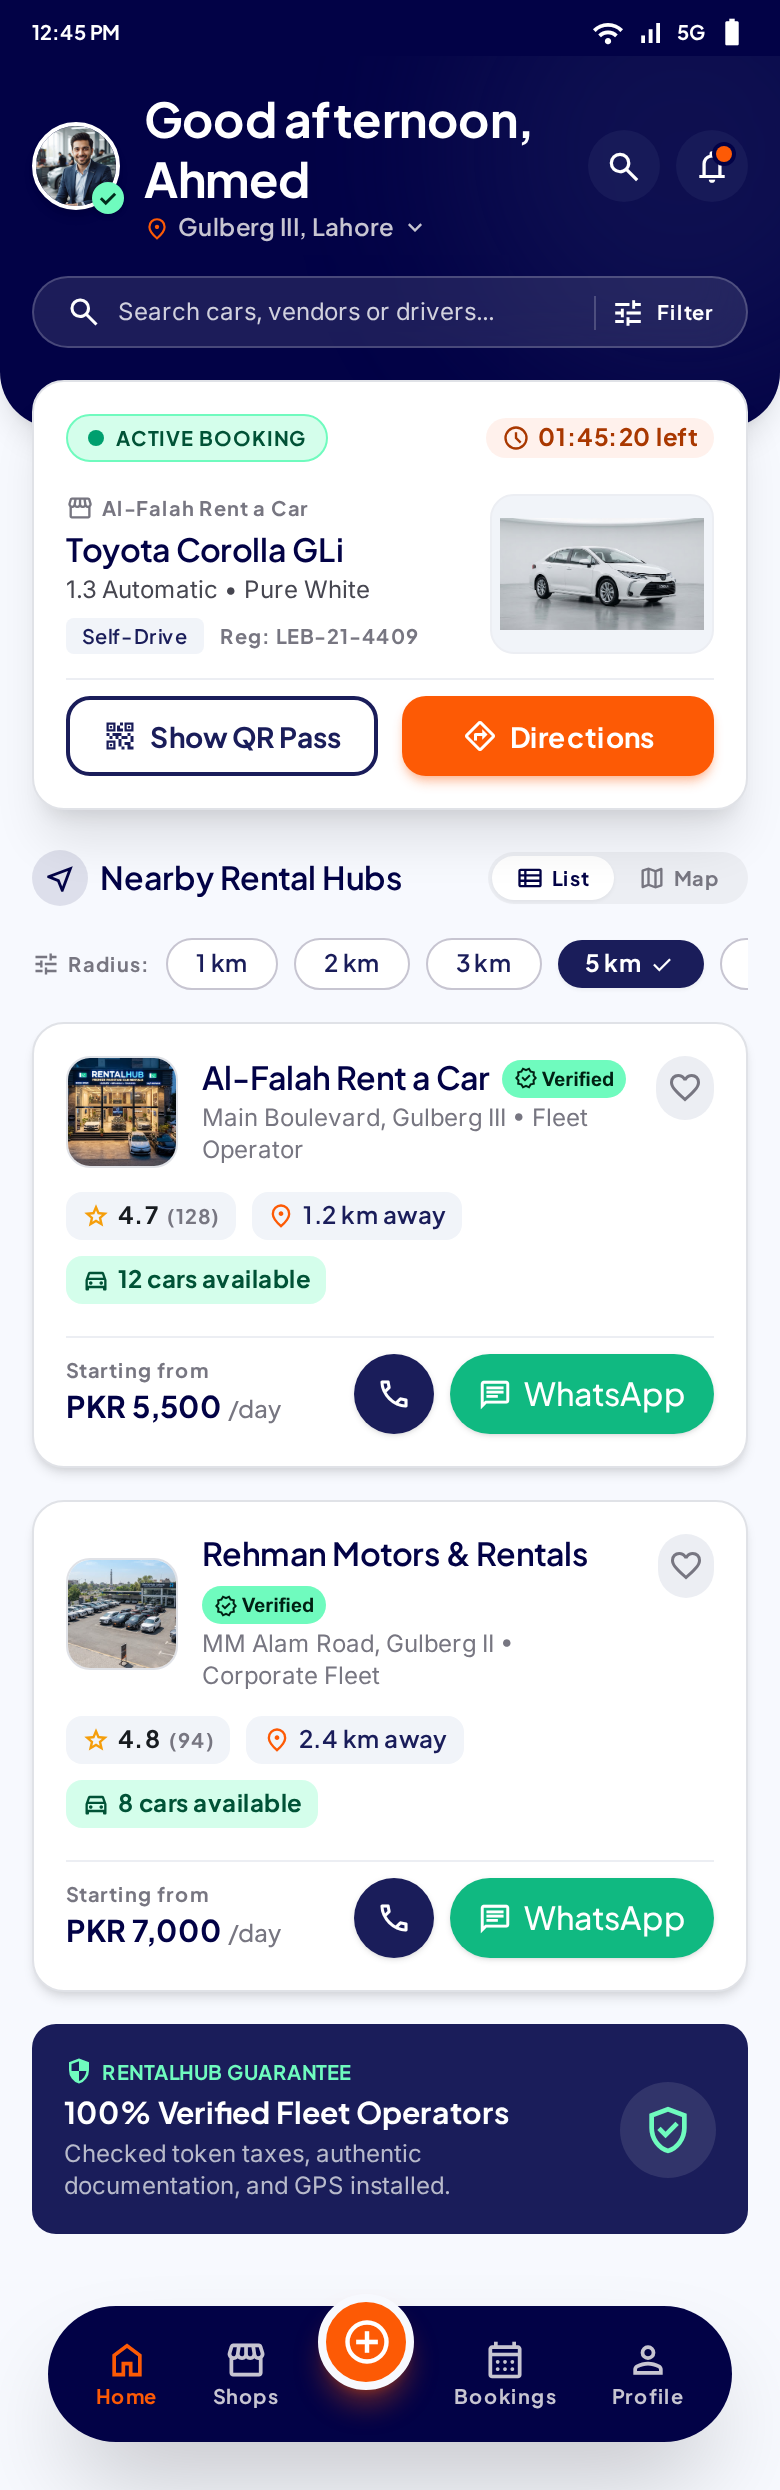 12:45 PM
5G
Good afternoon,
Ahmed
Gulberg III, Lahore
Search cars, vendors or drivers...
Filter
ACTIVE BOOKING
01:45:20 left
Al-Falah Rent a Car
Toyota Corolla GLi
1.3 Automatic • Pure White
Self-Drive
Reg: LEB-21-4409
Show QR Pass
Directions
Nearby Rental Hubs
List
Map
Radius:
1 km
2 km
3 km
5 km
RENTALHUB
Al-Falah Rent a Car
Verified
Main Boulevard, Gulberg III • Fleet
Operator
4.7 (128)
1.2 km away
12 cars available
Starting from
PKR 5,500 /day
WhatsApp
Rehman Motors & Rentals
Verified
MM Alam Road, Gulberg II •
Corporate Fleet
4.8 (94)
2.4 km away
8 cars available
Starting from
PKR 7,000 /day
WhatsApp
RENTALHUB GUARANTEE
100% Verified Fleet Operators
Checked token taxes, authentic
documentation, and GPS installed.
Home
Shops
Bookings
Profile